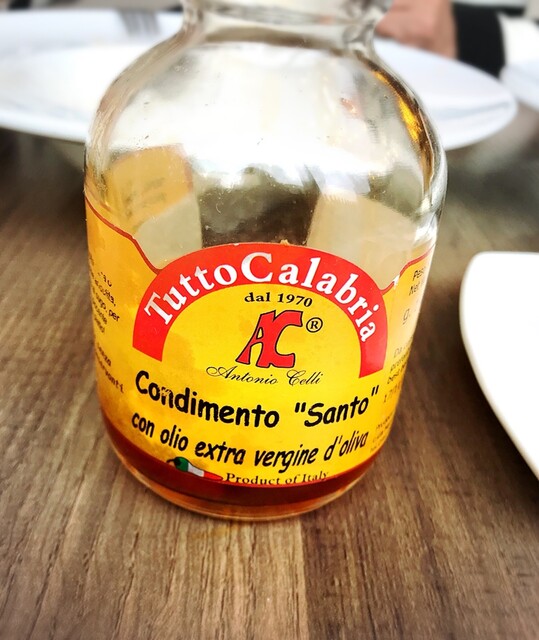 TuttoCalabria
dal 1970
AC®
Antonio Celli
Condimento "Santo"
con olio extra vergine d'oliva
Product of Italy